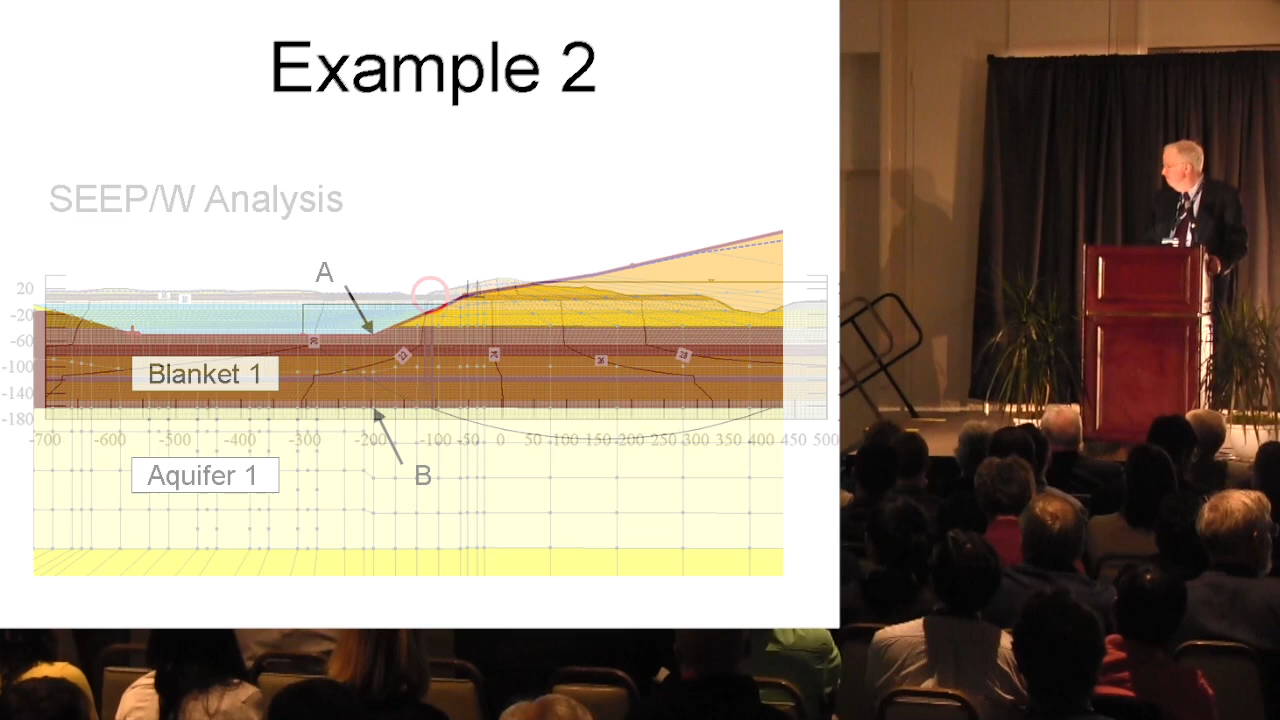 Example 2
SEEP/W Analysis
A
20
-20
-60
-100
-140
-180
Blanket 1
-700 -600 -500 -400 -300 -200 -100 -50 0 50 100 150 200 250 300 350 400 450 500
Aquifer 1
B